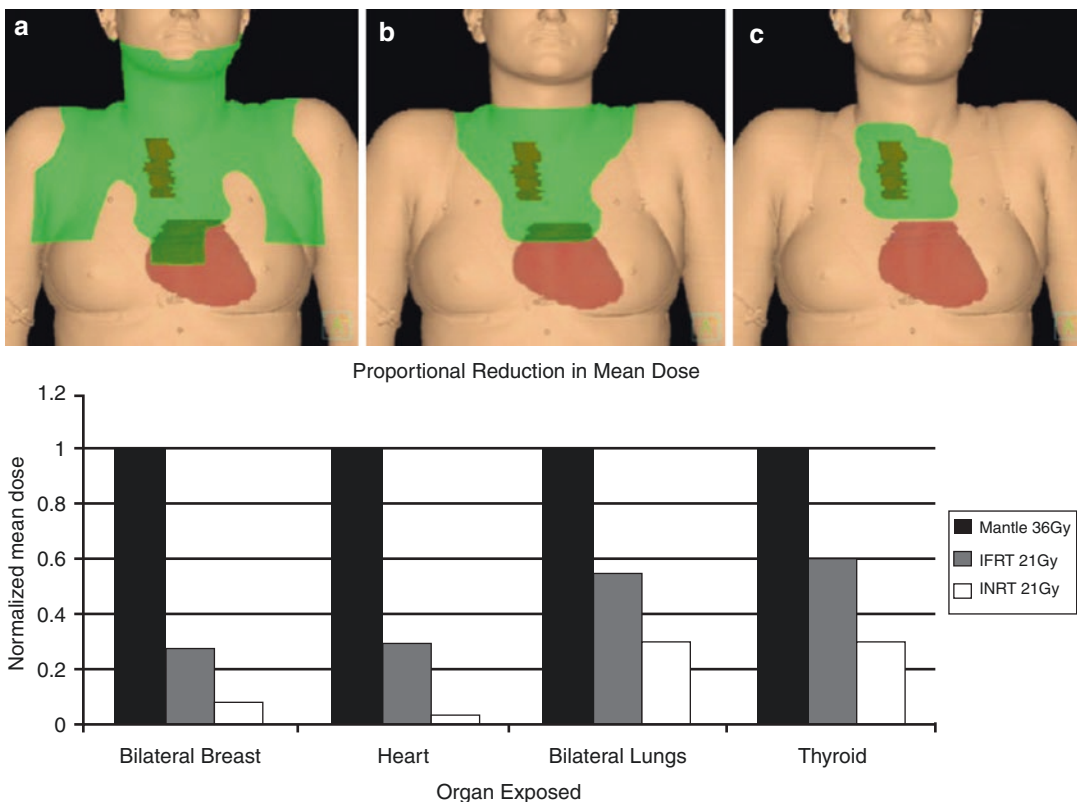 a
b
c
Proportional Reduction in Mean Dose
1.2
1
0.8
0.6
0.4
0.2
0
Normalized mean dose
Bilateral Breast
Heart
Bilateral Lungs
Thyroid
Organ Exposed
Mantle 36Gy
IFRT 21Gy
INRT 21Gy